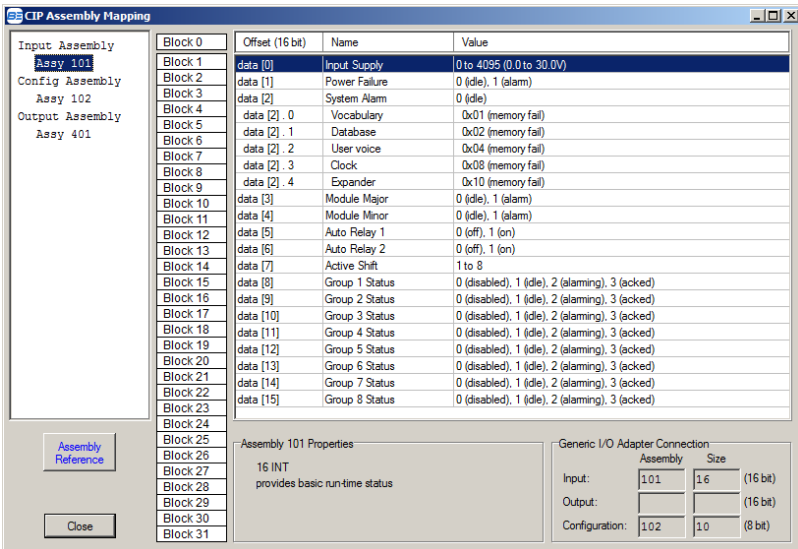 CIP Assembly Mapping
Input Assembly
Assy 101
Config Assembly
Assy 102
Output Assembly
Assy 401
Assembly Reference
Close
Block 0
Block 1
Block 2
Block 3
Block 4
Block 5
Block 6
Block 7
Block 8
Block 9
Block 10
Block 11
Block 12
Block 13
Block 14
Block 15
Block 16
Block 17
Block 18
Block 19
Block 20
Block 21
Block 22
Block 23
Block 24
Block 25
Block 26
Block 27
Block 28
Block 29
Block 30
Block 31
Offset (16 bit) Name Value
data [0] Input Supply 0 to 4095 (0.0 to 30.0V)
data [1] Power Failure 0 (idle), 1 (alarm)
data [2] System Alarm 0 (idle)
data [2] . 0 Vocabulary 0x01 (memory fail)
data [2] . 1 Database 0x02 (memory fail)
data [2] . 2 User voice 0x04 (memory fail)
data [2] . 3 Clock 0x08 (memory fail)
data [2] . 4 Expander 0x10 (memory fail)
data [3] Module Major 0 (idle), 1 (alarm)
data [4] Module Minor 0 (idle), 1 (alarm)
data [5] Auto Relay 1 0 (off), 1 (on)
data [6] Auto Relay 2 0 (off), 1 (on)
data [7] Active Shift 1 to 8
data [8] Group 1 Status 0 (disabled), 1 (idle), 2 (alarming), 3 (acked)
data [9] Group 2 Status 0 (disabled), 1 (idle), 2 (alarming), 3 (acked)
data [10] Group 3 Status 0 (disabled), 1 (idle), 2 (alarming), 3 (acked)
data [11] Group 4 Status 0 (disabled), 1 (idle), 2 (alarming), 3 (acked)
data [12] Group 5 Status 0 (disabled), 1 (idle), 2 (alarming), 3 (acked)
data [13] Group 6 Status 0 (disabled), 1 (idle), 2 (alarming), 3 (acked)
data [14] Group 7 Status 0 (disabled), 1 (idle), 2 (alarming), 3 (acked)
data [15] Group 8 Status 0 (disabled), 1 (idle), 2 (alarming), 3 (acked)
Assembly 101 Properties
16 INT
provides basic run-time status
Generic I/O Adapter Connection
Assembly Size
Input: 101 16 (16 bit)
Output: (16 bit)
Configuration: 102 10 (8 bit)